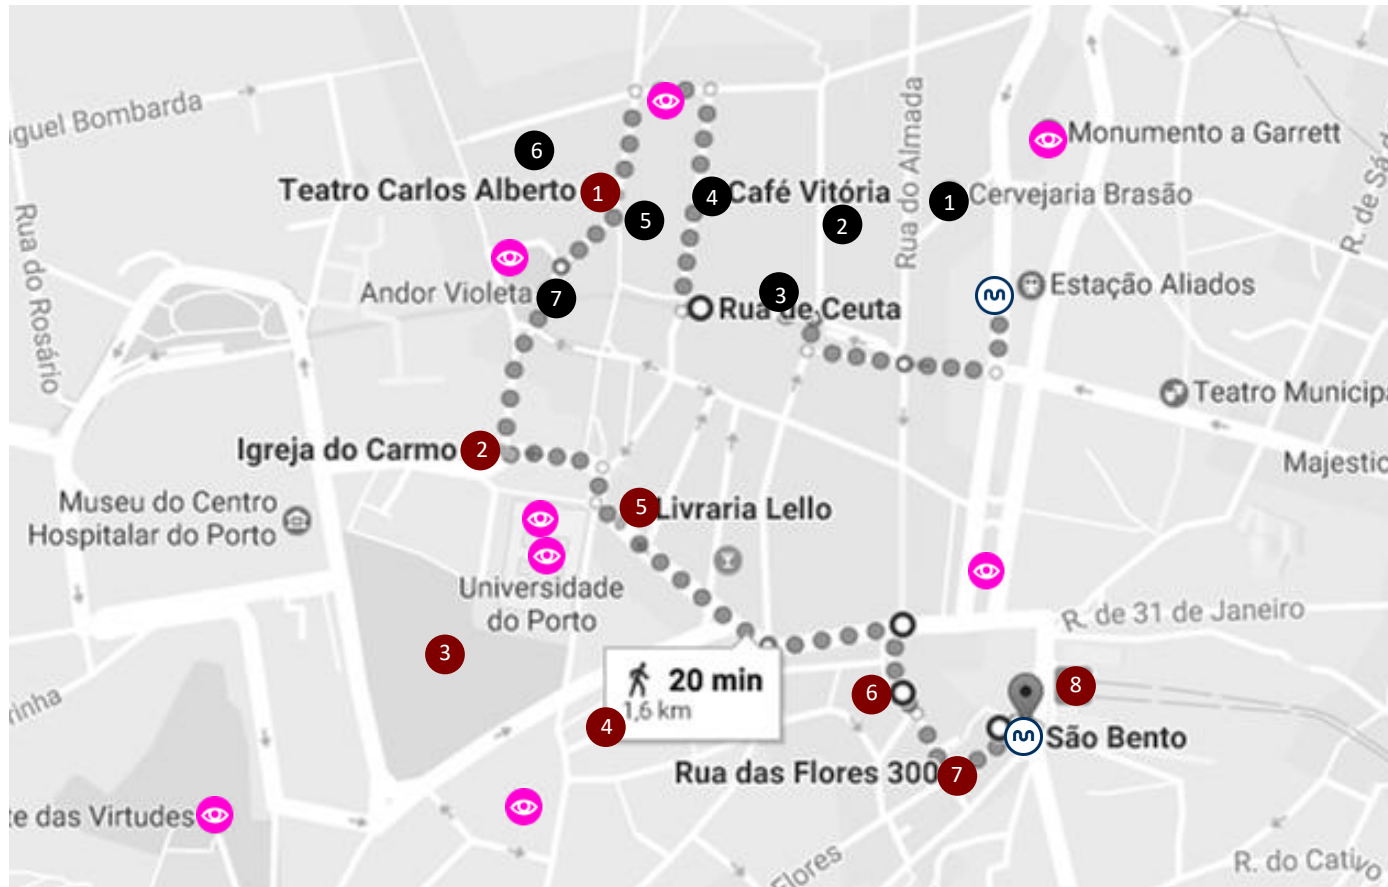 guel Bombarda
Monumento a Garrett
6
Teatro Carlos Alberto
1
4
Café Vitória
Rua do Almada
1
Cervejaria Brasão
R. de Sá d
5
2
Rua do Rosário
Andor Violeta
7
3
Rua de Ceuta
Estação Aliados
Teatro Municipa
Igreja do Carmo
2
Majestic
Museu do Centro
Hospitalar do Porto
5
Livraria Lello
Universidade
do Porto
R. de 31 de Janeiro
3
20 min
1,6 km
6
8
rinha
4
São Bento
Rua das Flores 300
7
te das Virtudes
Flores
R. do Cativo